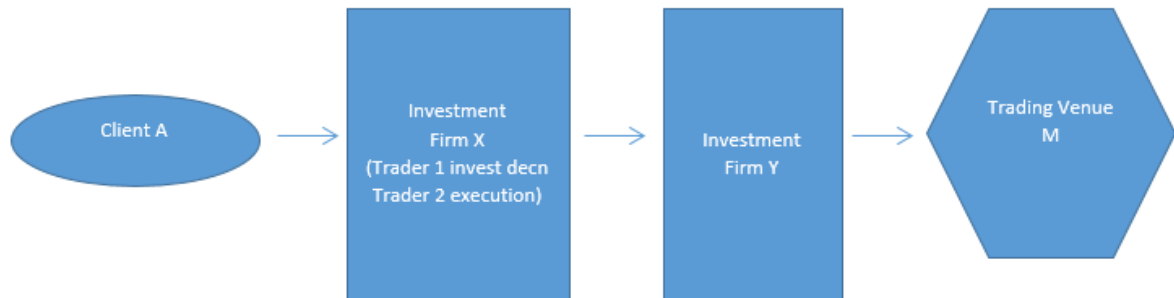 Client A
Investment
Firm X
(Trader 1 invest decn
Trader 2 execution)
Investment
Firm Y
Trading Venue
M